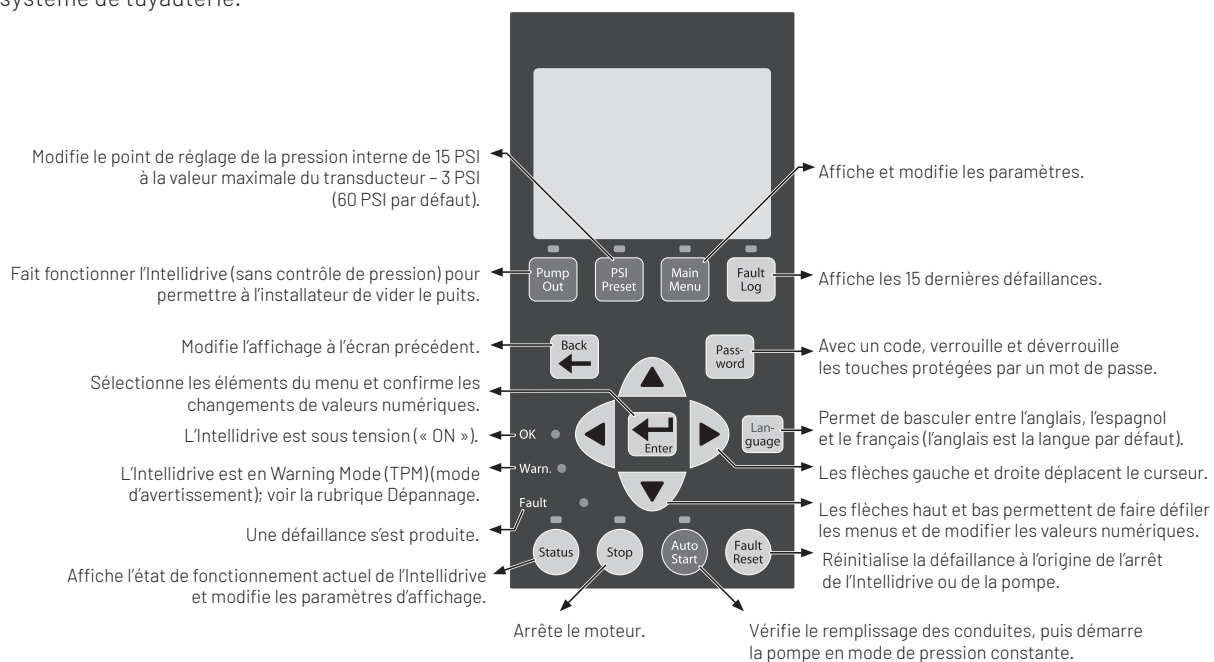 système de tuyauterie.
Modifie le point de réglage de la pression interne de 15 PSI
à la valeur maximale du transducteur – 3 PSI
(60 PSI par défaut).
Affiche et modifie les paramètres.
Fait fonctionner l'Intellidrive (sans contrôle de pression) pour
permettre à l'installateur de vider le puits.
Pump
Out
PSI
Preset
Main
Menu
Fault
Log
Affiche les 15 dernières défaillances.
Modifie l'affichage à l'écran précédent.
Back
Pass-
word
Avec un code, verrouille et déverrouille
les touches protégées par un mot de passe.
Sélectionne les éléments du menu et confirme les
changements de valeurs numériques.
Enter
Lan-
guage
Permet de basculer entre l'anglais, l'espagnol
et le français (l'anglais est la langue par défaut).
L'Intellidrive est sous tension (« ON »).
OK
Les flèches gauche et droite déplacent le curseur.
L'Intellidrive est en Warning Mode (TPM) (mode
d'avertissement); voir la rubrique Dépannage.
Warn.
Les flèches haut et bas permettent de faire défiler
les menus et de modifier les valeurs numériques.
Une défaillance s'est produite.
Fault
Status
Stop
Auto
Start
Fault
Reset
Réinitialise la défaillance à l'origine de l'arrêt
de l'Intellidrive ou de la pompe.
Affiche l'état de fonctionnement actuel de l'Intellidrive
et modifie les paramètres d'affichage.
Arrête le moteur.
Vérifie le remplissage des conduites, puis démarre
la pompe en mode de pression constante.